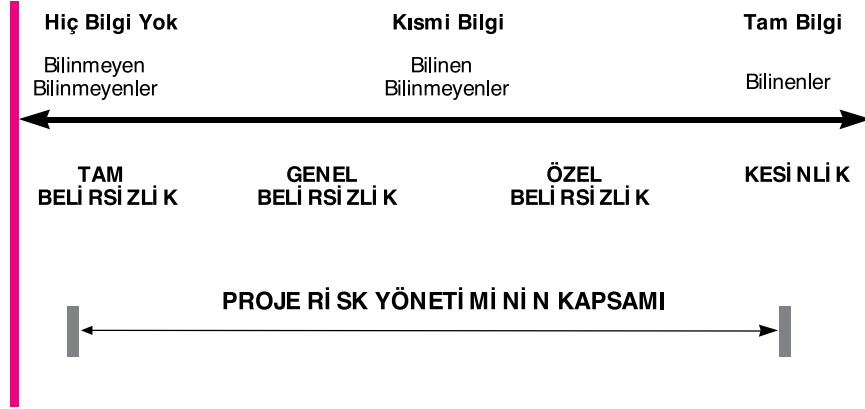 Hiç Bilgi Yok Kısmi Bilgi Tam Bilgi
Bilinmeyen Bilinen Bilinenler
Bilinmeyenler Bilinmeyenler
TAM GENEL ÖZEL KESİNLİK
BELİRSİZLİK BELİRSİZLİK BELİRSİZLİK
PROJE RİSK YÖNETİMİNİN KAPSAMI